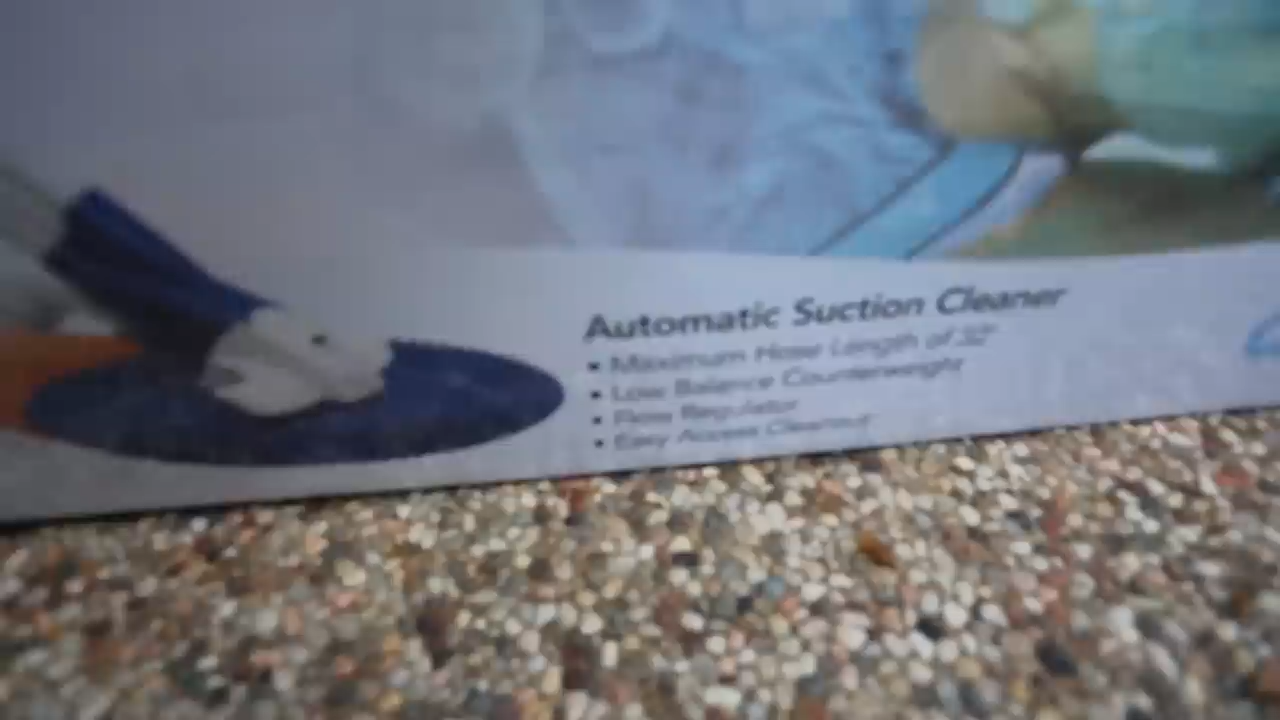 Automatic Suction Cleaner
• Maximum Hose Length of 32"
• Low Balance Counterweight
• Flow Regulator
• Easy Access Cleanout